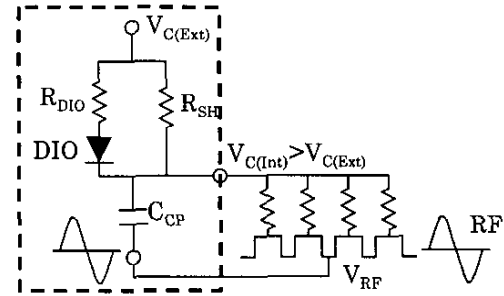 V_C(Ext)
R_DIO
R_SH
DIO
V_C(Int)>V_C(Ext)
C_CP
RF
V_RF